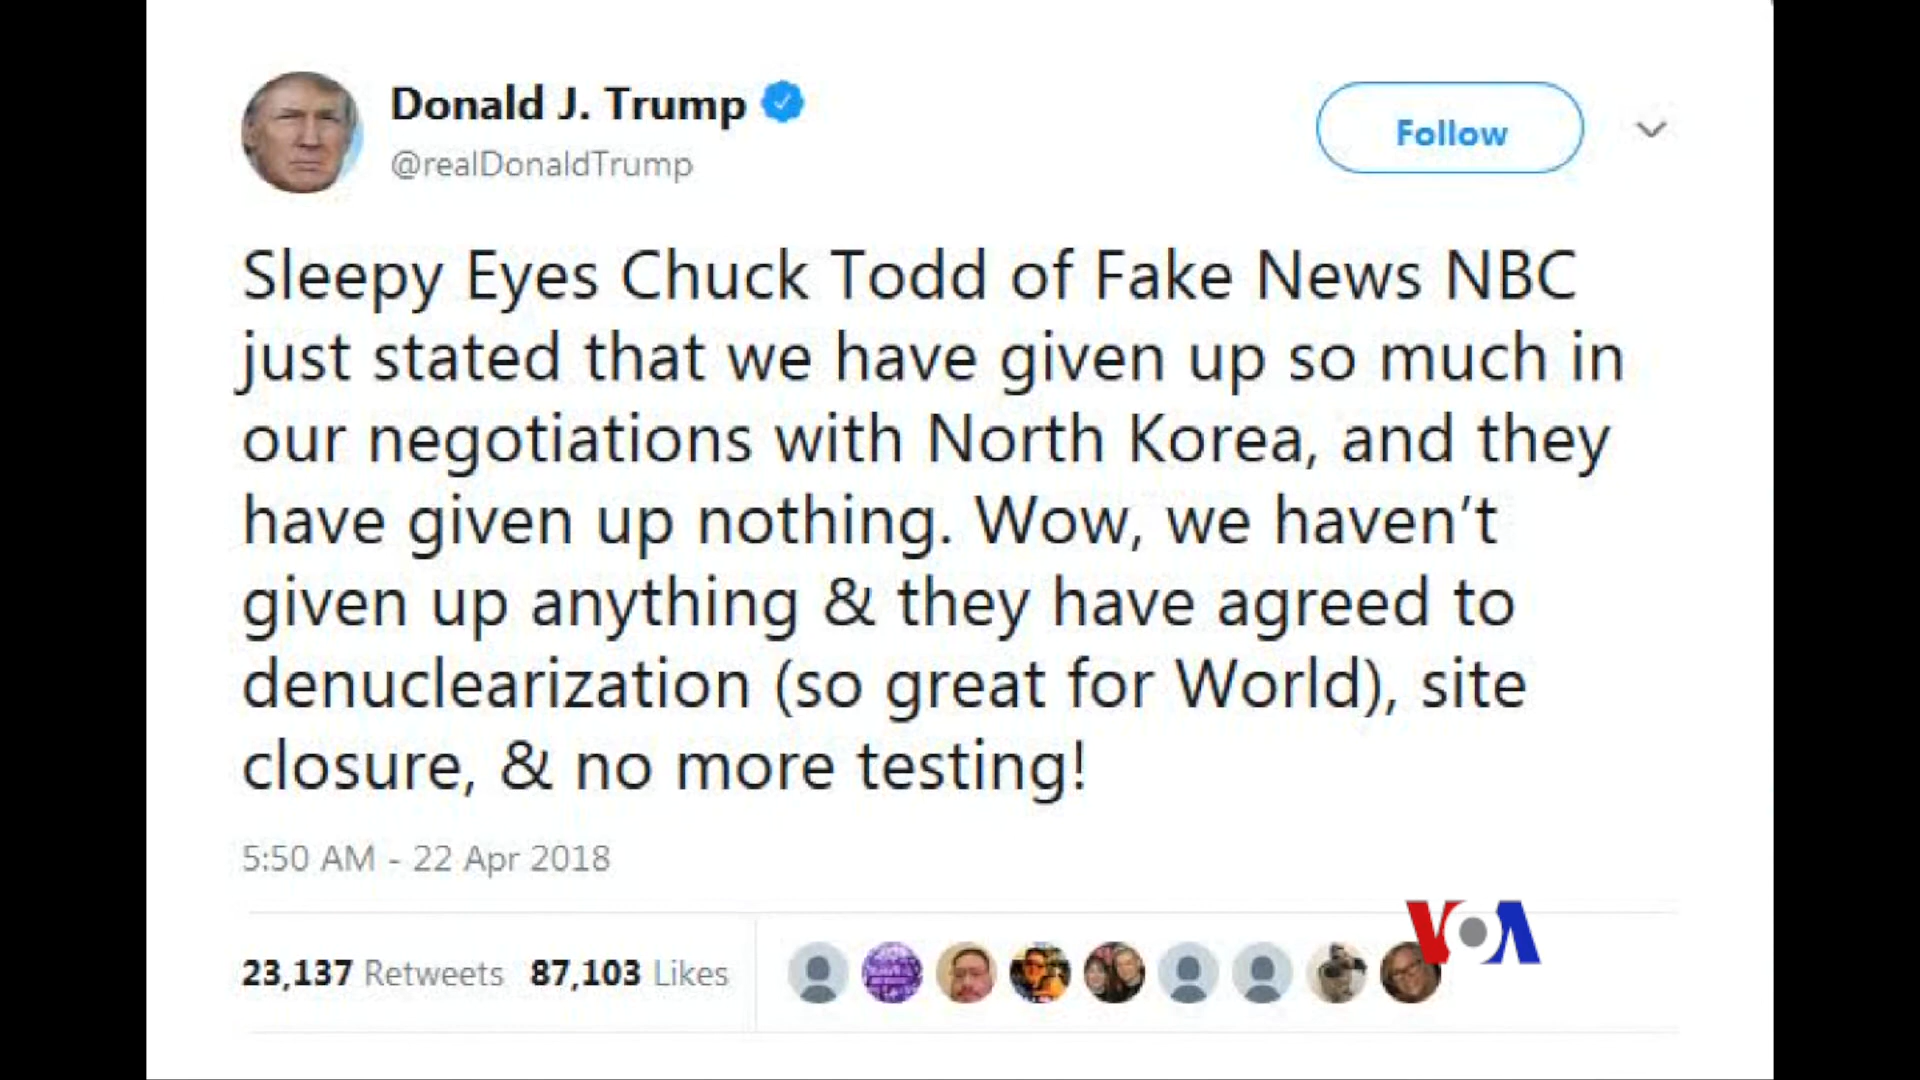 Donald J. Trump
@realDonaldTrump
Follow
Sleepy Eyes Chuck Todd of Fake News NBC
just stated that we have given up so much in
our negotiations with North Korea, and they
have given up nothing. Wow, we haven't
given up anything & they have agreed to
denuclearization (so great for World), site
closure, & no more testing!
5:50 AM - 22 Apr 2018
23,137 Retweets 87,103 Likes
VOA